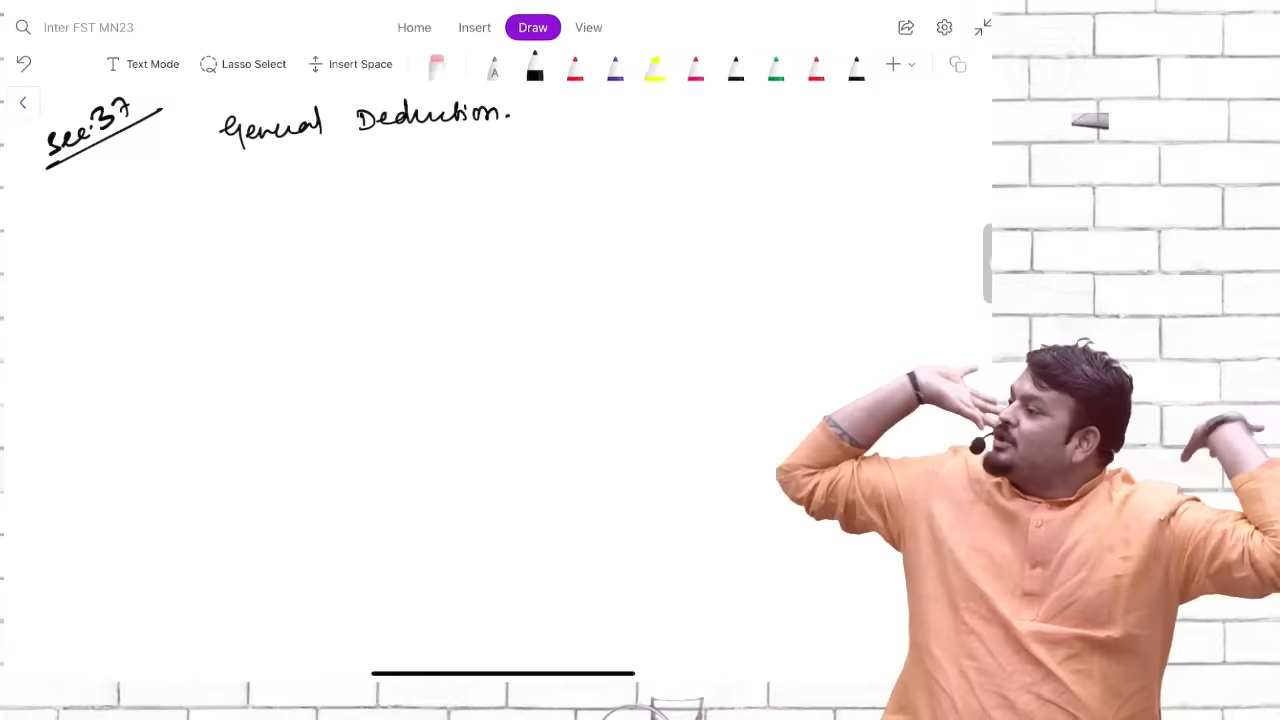 Inter FST MN23
Home Insert Draw View
Text Mode Lasso Select Insert Space
A
Sec.37 General Deduction.